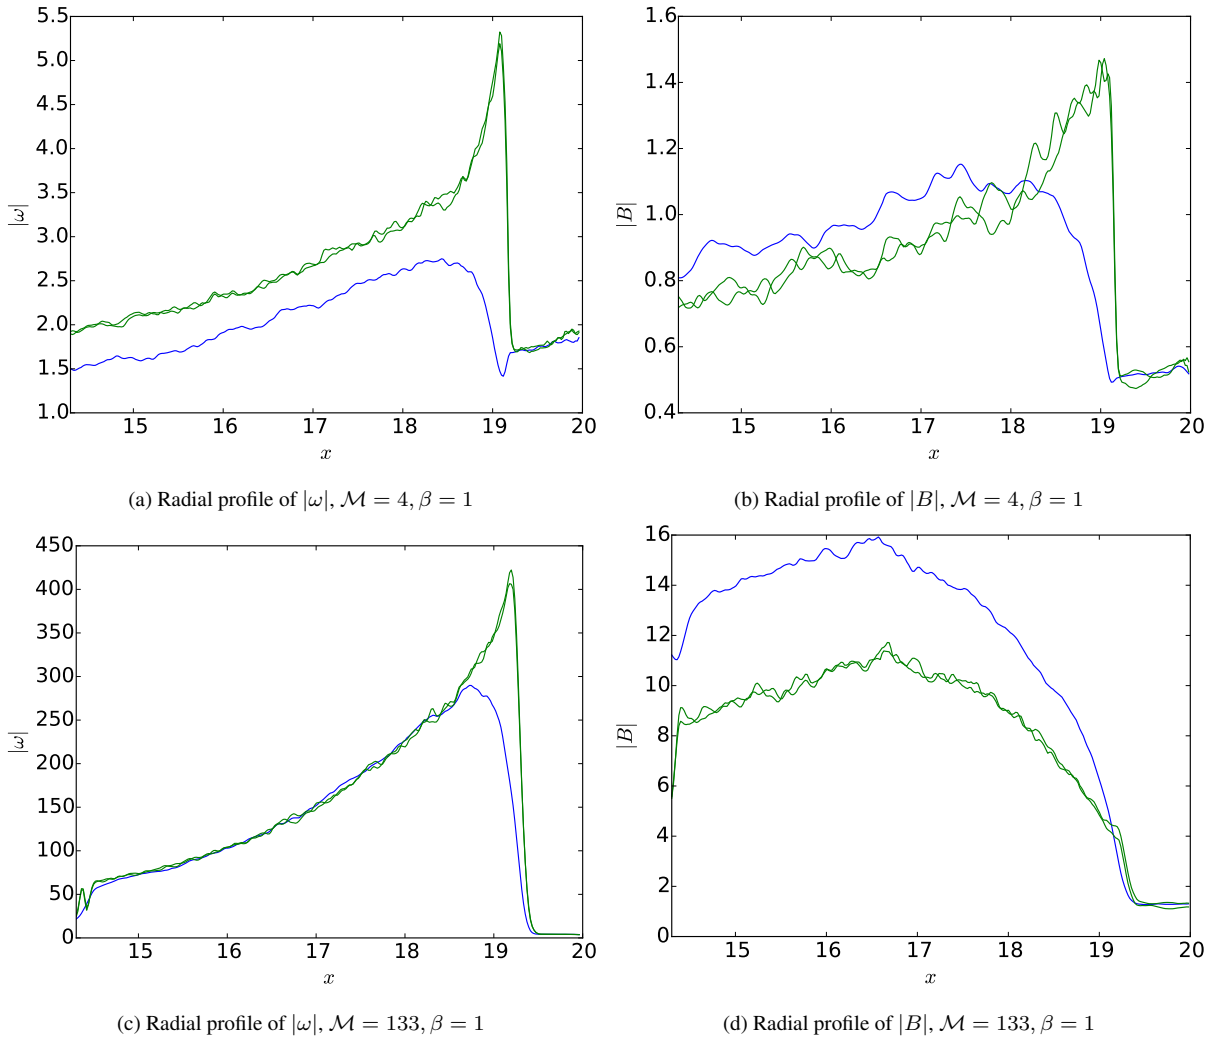 5.5
5.0
4.5
4.0
3.5
3.0
2.5
2.0
1.5
1.0
|ω|
15 16 17 18 19 20
x
(a) Radial profile of |ω|, ℳ = 4, β = 1
1.6
1.4
1.2
1.0
0.8
0.6
0.4
|B|
15 16 17 18 19 20
x
(b) Radial profile of |B|, ℳ = 4, β = 1
450
400
350
300
250
200
150
100
50
0
|ω|
15 16 17 18 19 20
x
(c) Radial profile of |ω|, ℳ = 133, β = 1
16
14
12
10
8
6
4
2
0
|B|
15 16 17 18 19 20
x
(d) Radial profile of |B|, ℳ = 133, β = 1